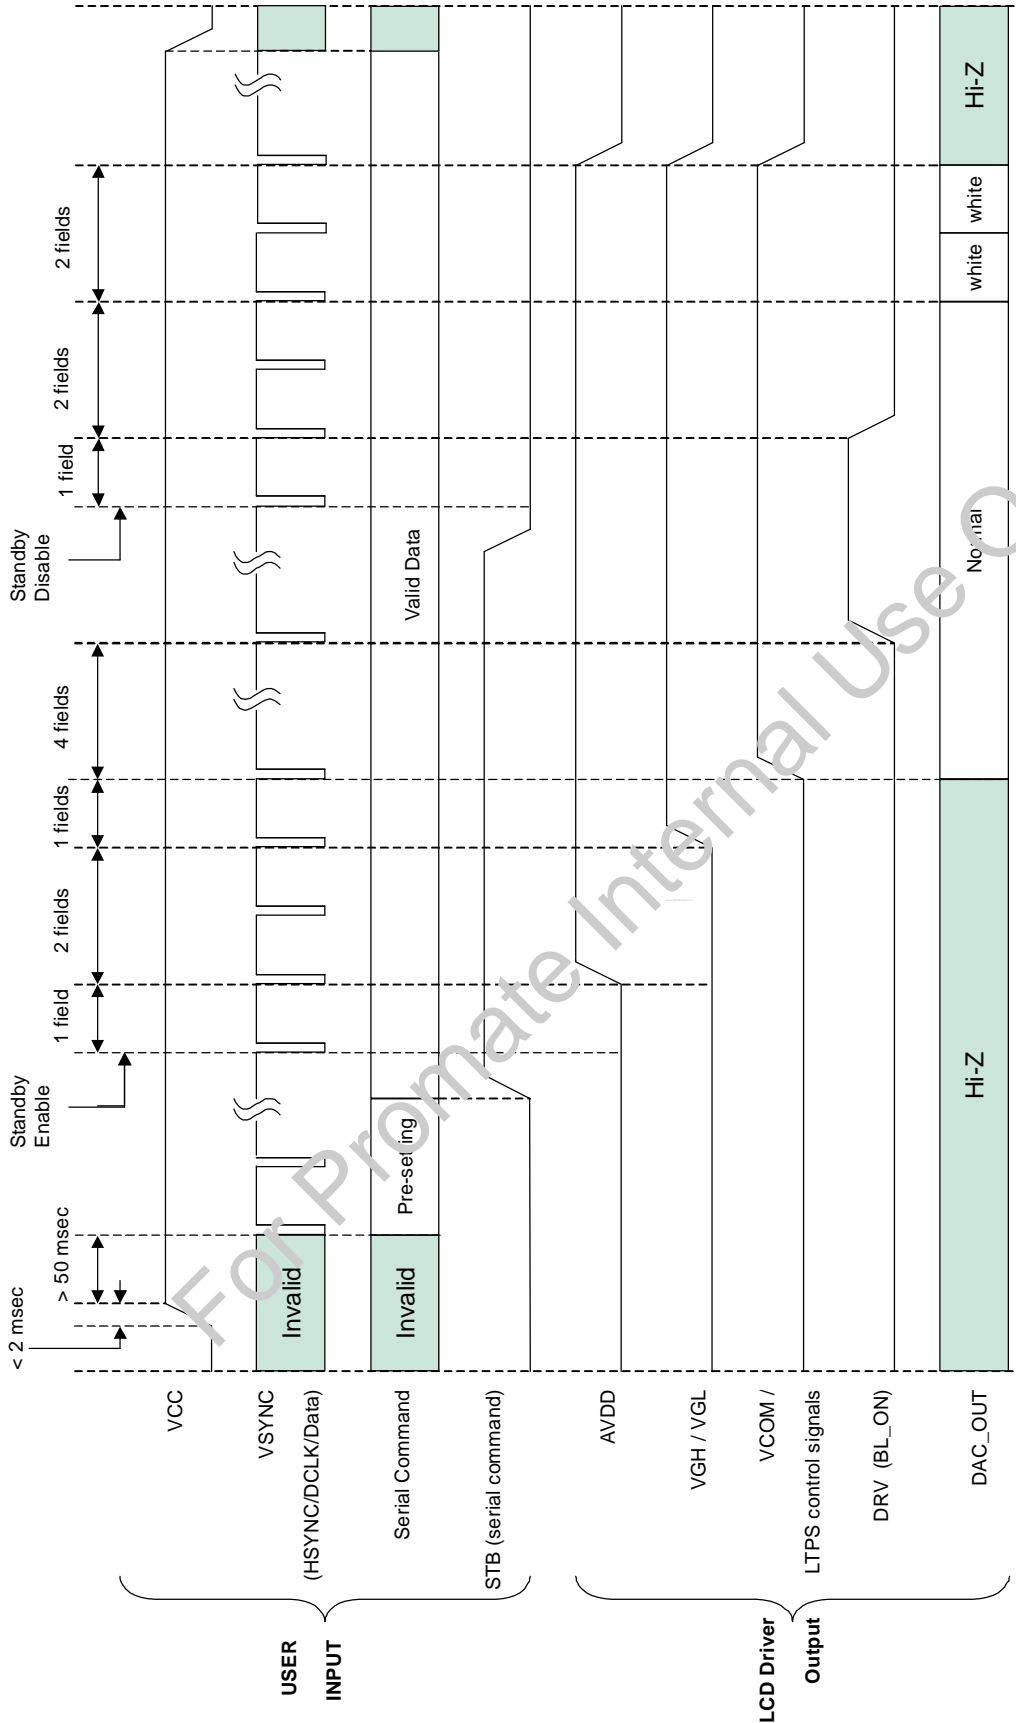 < 2 msec
> 50 msec
Standby
Enable
1 field
2 fields
1 fields
4 fields
Standby
Disable
1 field
2 fields
2 fields
VCC
VSYNC
(HSYNC/DCLK/Data)
Invalid
Serial Command
Invalid
Pre-setting
Valid Data
STB (serial command)
AVDD
VGH / VGL
VCOM /
LTPS control signals
DRV (BL_ON)
DAC_OUT
Hi-Z
Normal
white
white
Hi-Z
USER
INPUT
LCD Driver
Output
For Promate Internal Use O